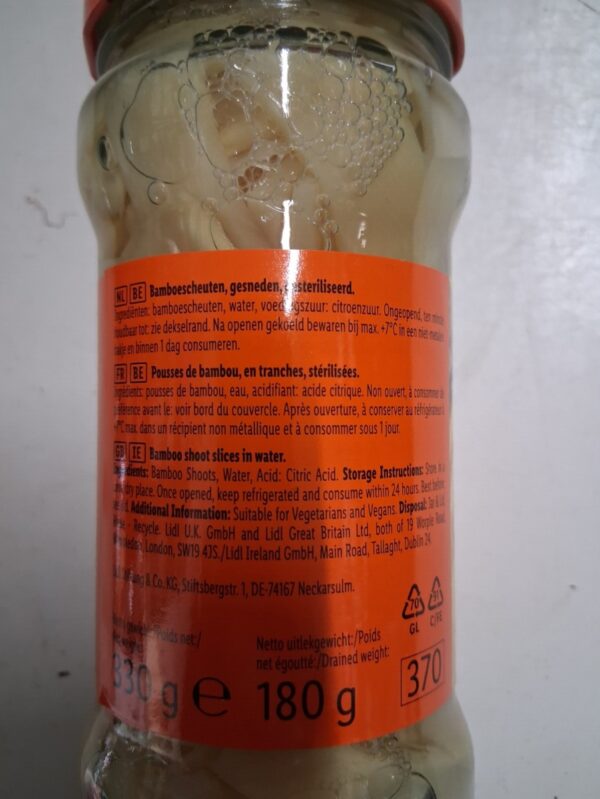 NL BE Bamboescheuten, gesneden, gesteriliseerd.
Ingrediënten: bamboescheuten, water, voedingszuur: citroenzuur. Ongeopend, ten minste
houdbaar tot: zie dekselrand. Na openen gekoeld bewaren bij max. +7°C in een niet-metalen
bakje en binnen 1 dag consumeren.
FR BE Pousses de bambou, en tranches, stérilisées.
Ingrédients: pousses de bambou, eau, acidifiant: acide citrique. Non ouvert, à consommer de
préférence avant le: voir bord du couvercle. Après ouverture, à conserver au réfrigérateur à
+7°C max. dans un récipient non métallique et à consommer sous 1 jour.
GB IE Bamboo shoot slices in water.
Ingredients: Bamboo Shoots, Water, Acid: Citric Acid. Storage Instructions: Store in a
dry place. Once opened, keep refrigerated and consume within 24 hours. Best before:
Additional Information: Suitable for Vegetarians and Vegans. Disposal: Jar & Lid
- Recycle. Lidl U.K. GmbH and Lidl Great Britain Ltd, both of 19 Worple Road,
Wimbledon, London, SW19 4JS./Lidl Ireland GmbH, Main Road, Tallaght, Dublin 24.
& Co. KG, Stiftsbergstr. 1, DE-74167 Neckarsulm.
70 91
GL C/FE
Poids net:/
Netto uitlekgewicht:/Poids
net égoutté:/Drained weight:
330 g e 180 g
370